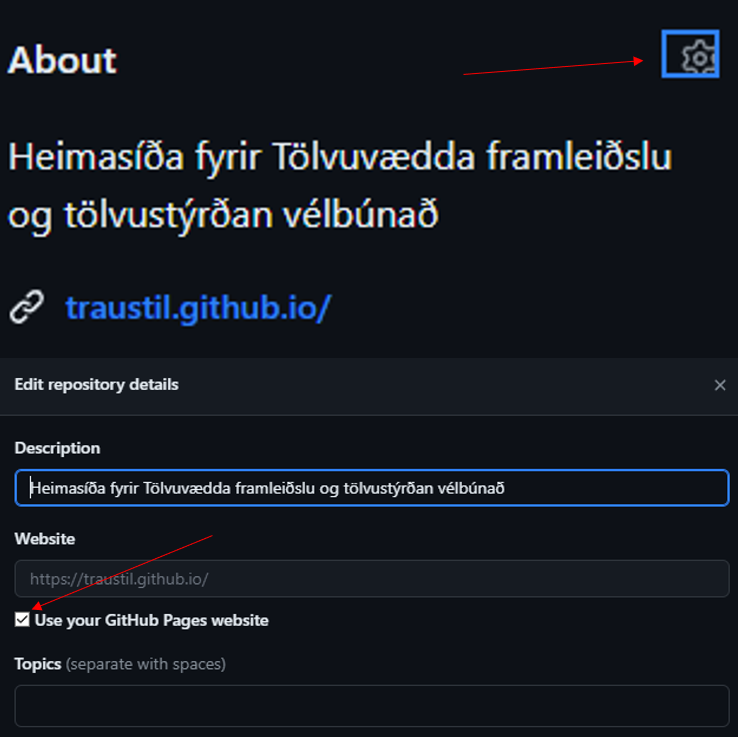 About
Heimasíða fyrir Tölvuvædda framleiðslu
og tölvustýrðan vélbúnað
traustil.github.io/
Edit repository details
Description
Heimasíða fyrir Tölvuvædda framleiðslu og tölvustýrðan vélbúnað
Website
https://traustil.github.io/
Use your GitHub Pages website
Topics (separate with spaces)